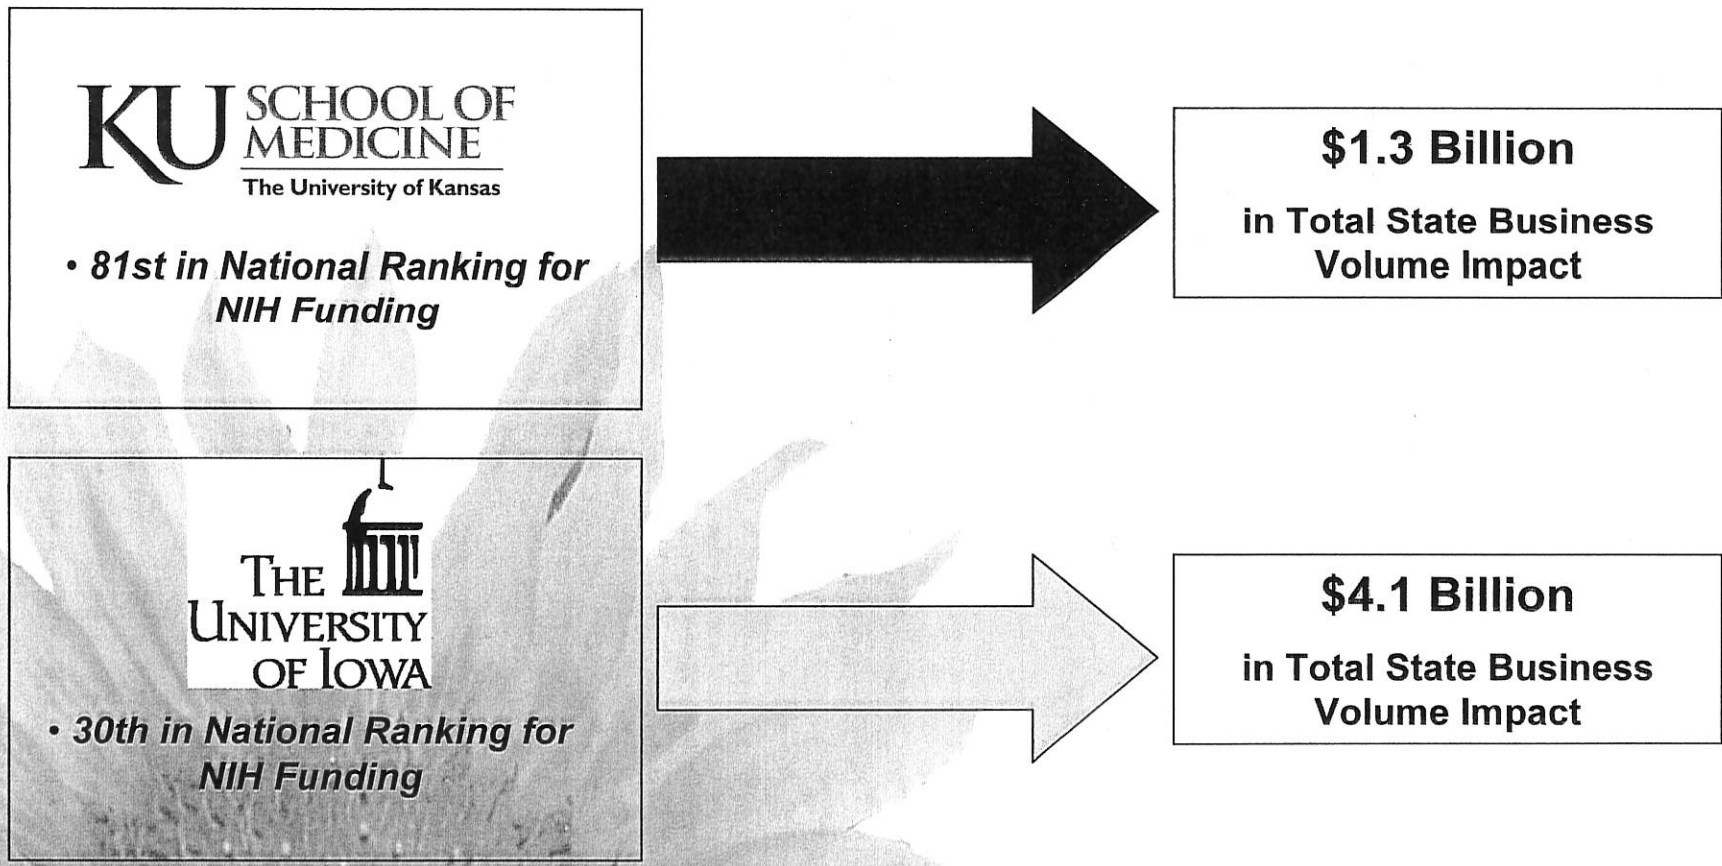 KU SCHOOL OF
MEDICINE
The University of Kansas
• 81st in National Ranking for
NIH Funding
$1.3 Billion
in Total State Business
Volume Impact
THE
UNIVERSITY
OF IOWA
• 30th in National Ranking for
NIH Funding
$4.1 Billion
in Total State Business
Volume Impact